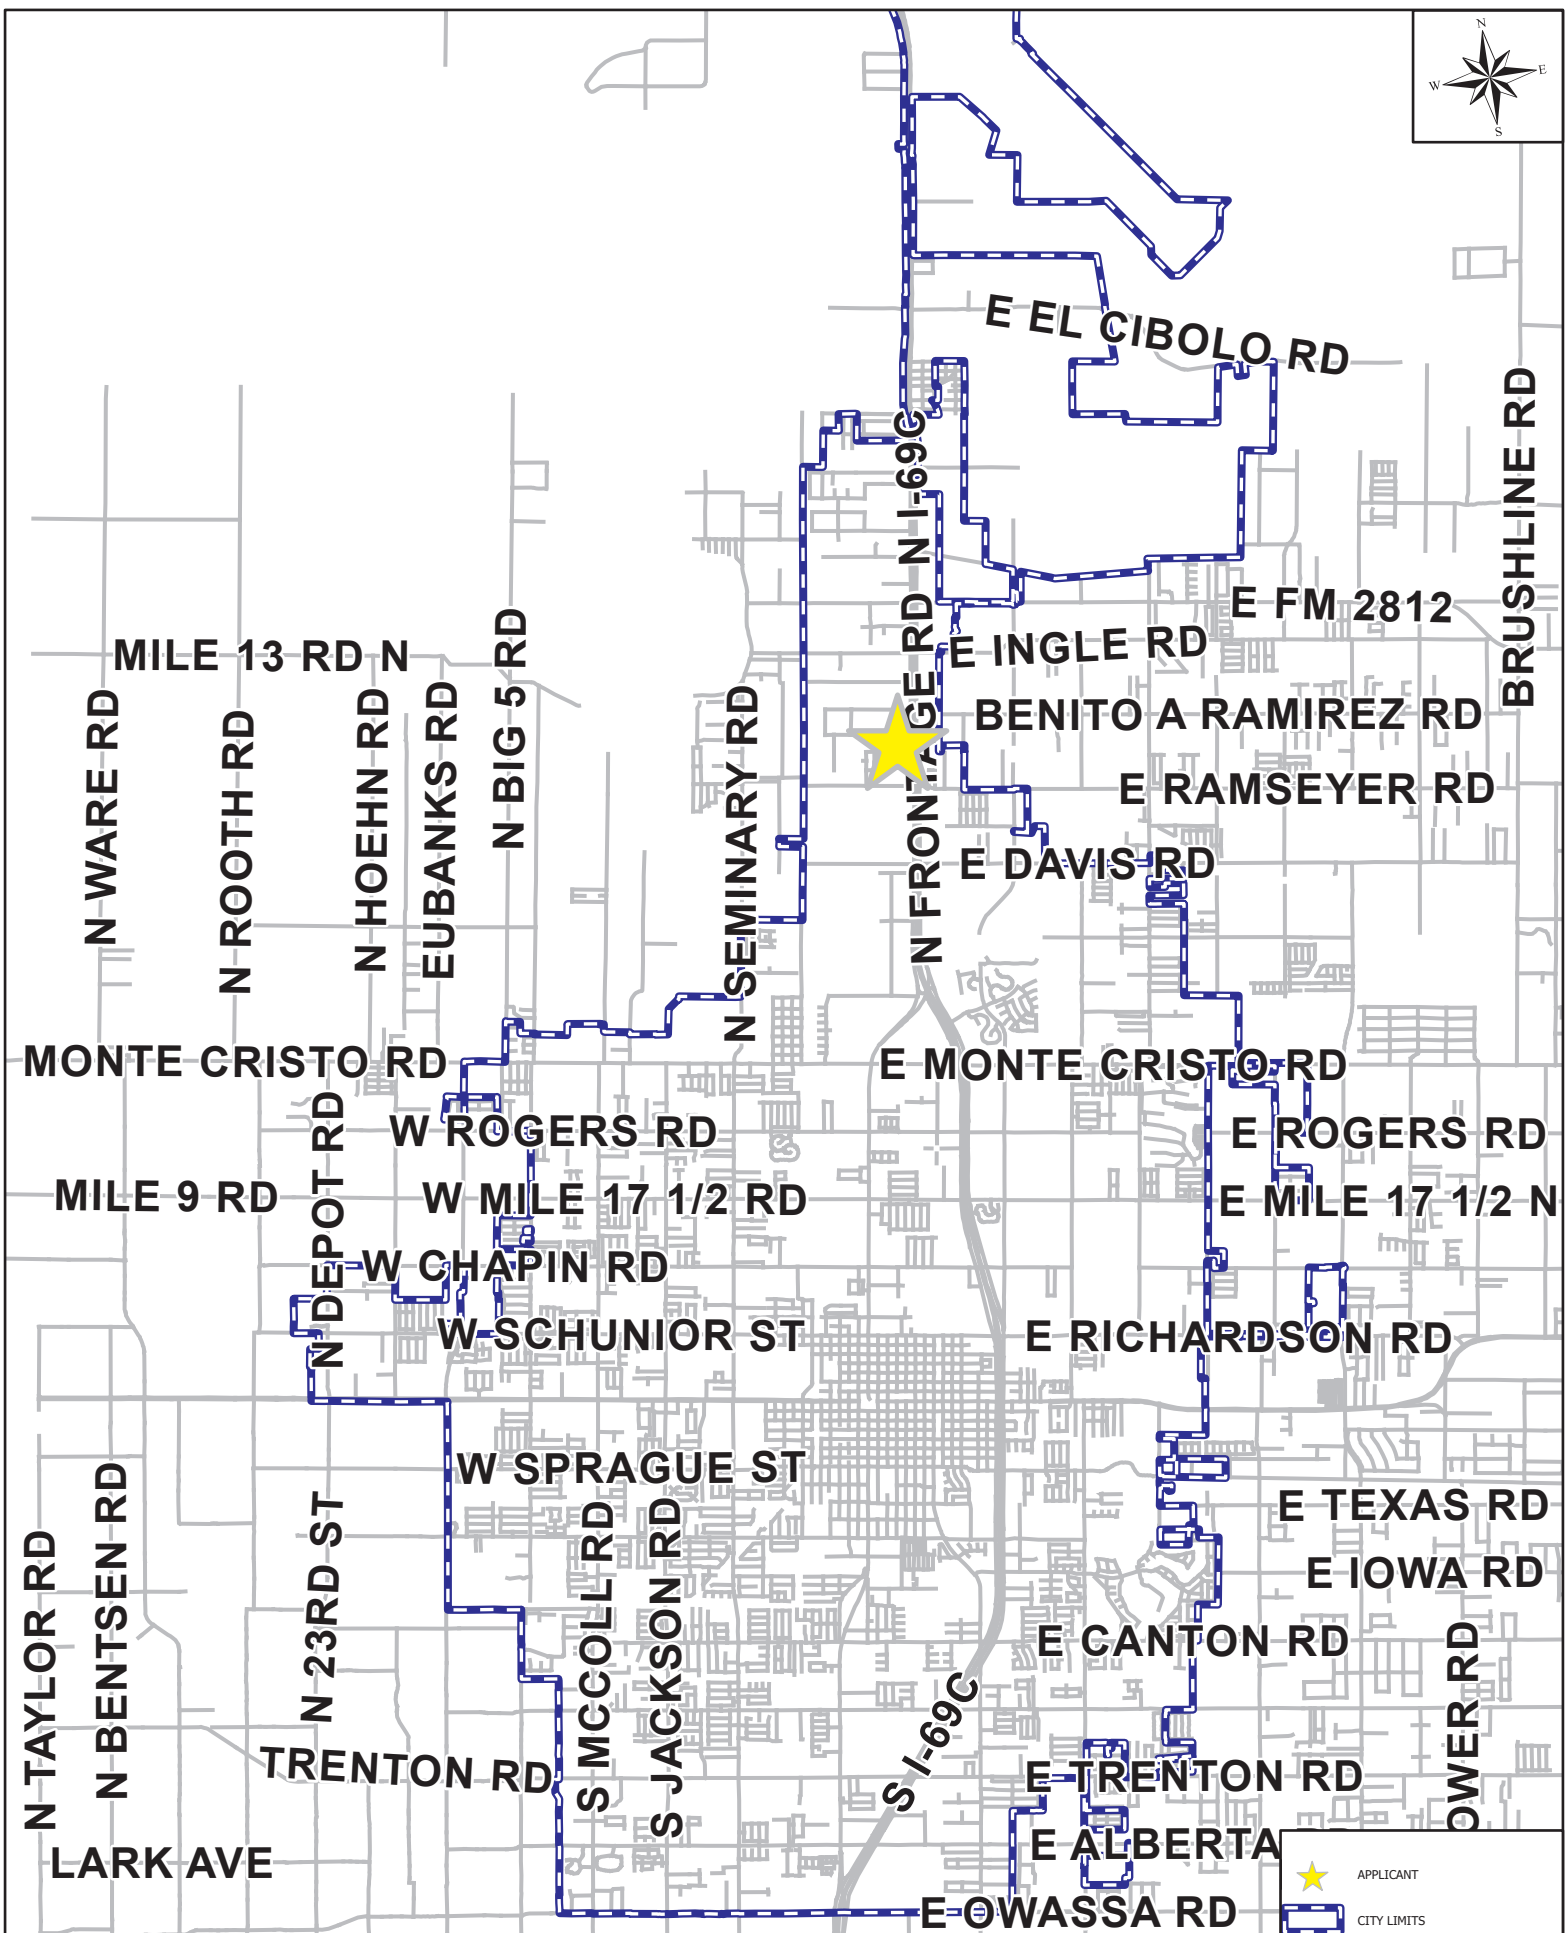 N
W
E
S
E EL CIBOLO RD
BRUSHLINE RD
N I-69C
E FM 2812
E INGLE RD
MILE 13 RD N
N BIG 5 RD
BENITO A RAMIREZ RD
N WARE RD
N ROOTH RD
N HOEHN RD
EUBANKS RD
N SEMINARY RD
N FRONTAGE RD
E RAMSEYER RD
E DAVIS RD
MONTE CRISTO RD
E MONTE CRISTO RD
W ROGERS RD
E ROGERS RD
N DEPOT RD
MILE 9 RD
W MILE 17 1/2 RD
E MILE 17 1/2 N
W CHAPIN RD
W SCHUNIOR ST
E RICHARDSON RD
W SPRAGUE ST
E TEXAS RD
N TAYLOR RD
N BENTSEN RD
N 23RD ST
S MCCOLL RD
S JACKSON RD
E IOWA RD
E CANTON RD
OWER RD
S I-69C
TRENTON RD
E TRENTON RD
E ALBERTA
LARK AVE
E OWASSA RD
APPLICANT
CITY LIMITS